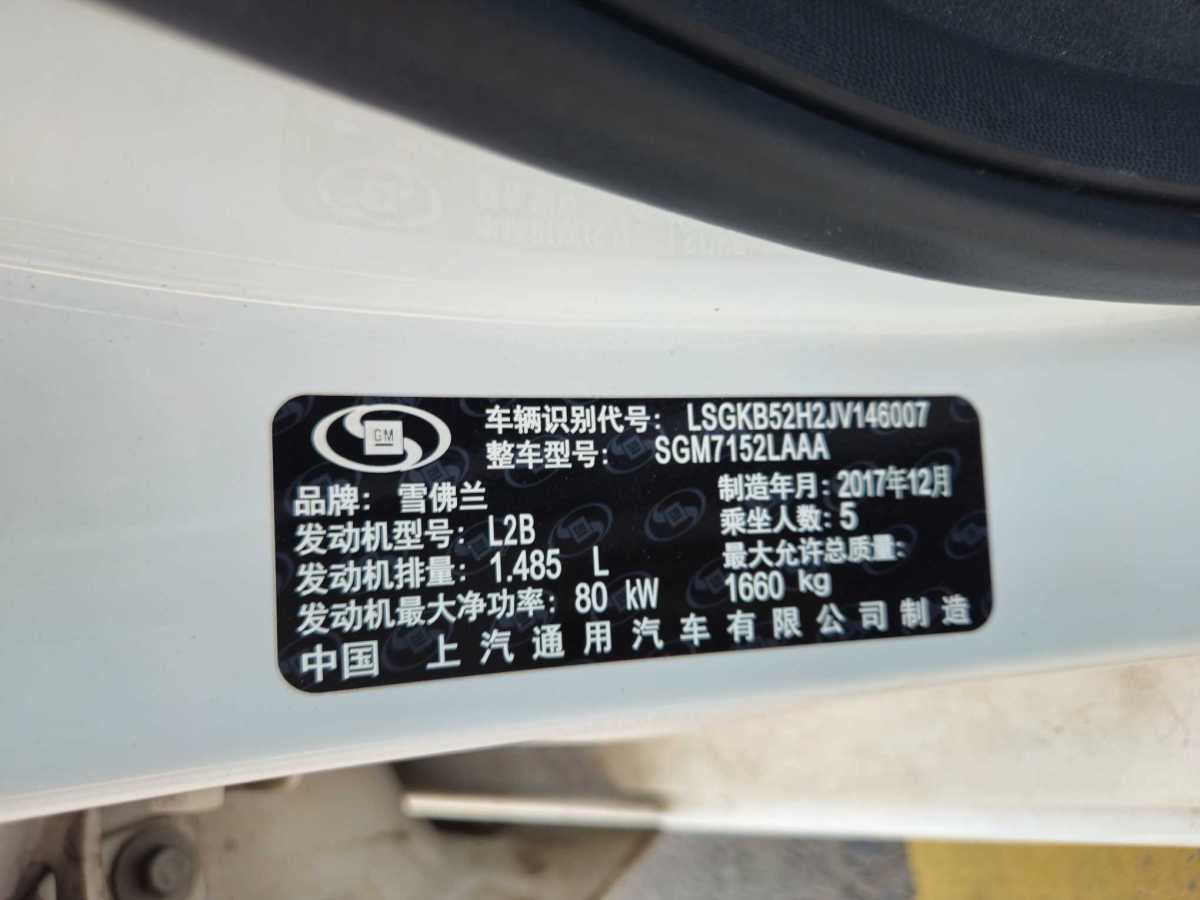 GM
车辆识别代号: LSGKB52H2JV146007
整车型号: SGM7152LAAA
品牌: 雪佛兰
制造年月: 2017年12月
发动机型号: L2B
乘坐人数: 5
发动机排量: 1.485 L
最大允许总质量:
1660 kg
发动机最大净功率: 80 kW
中国 上汽通用汽车有限公司制造